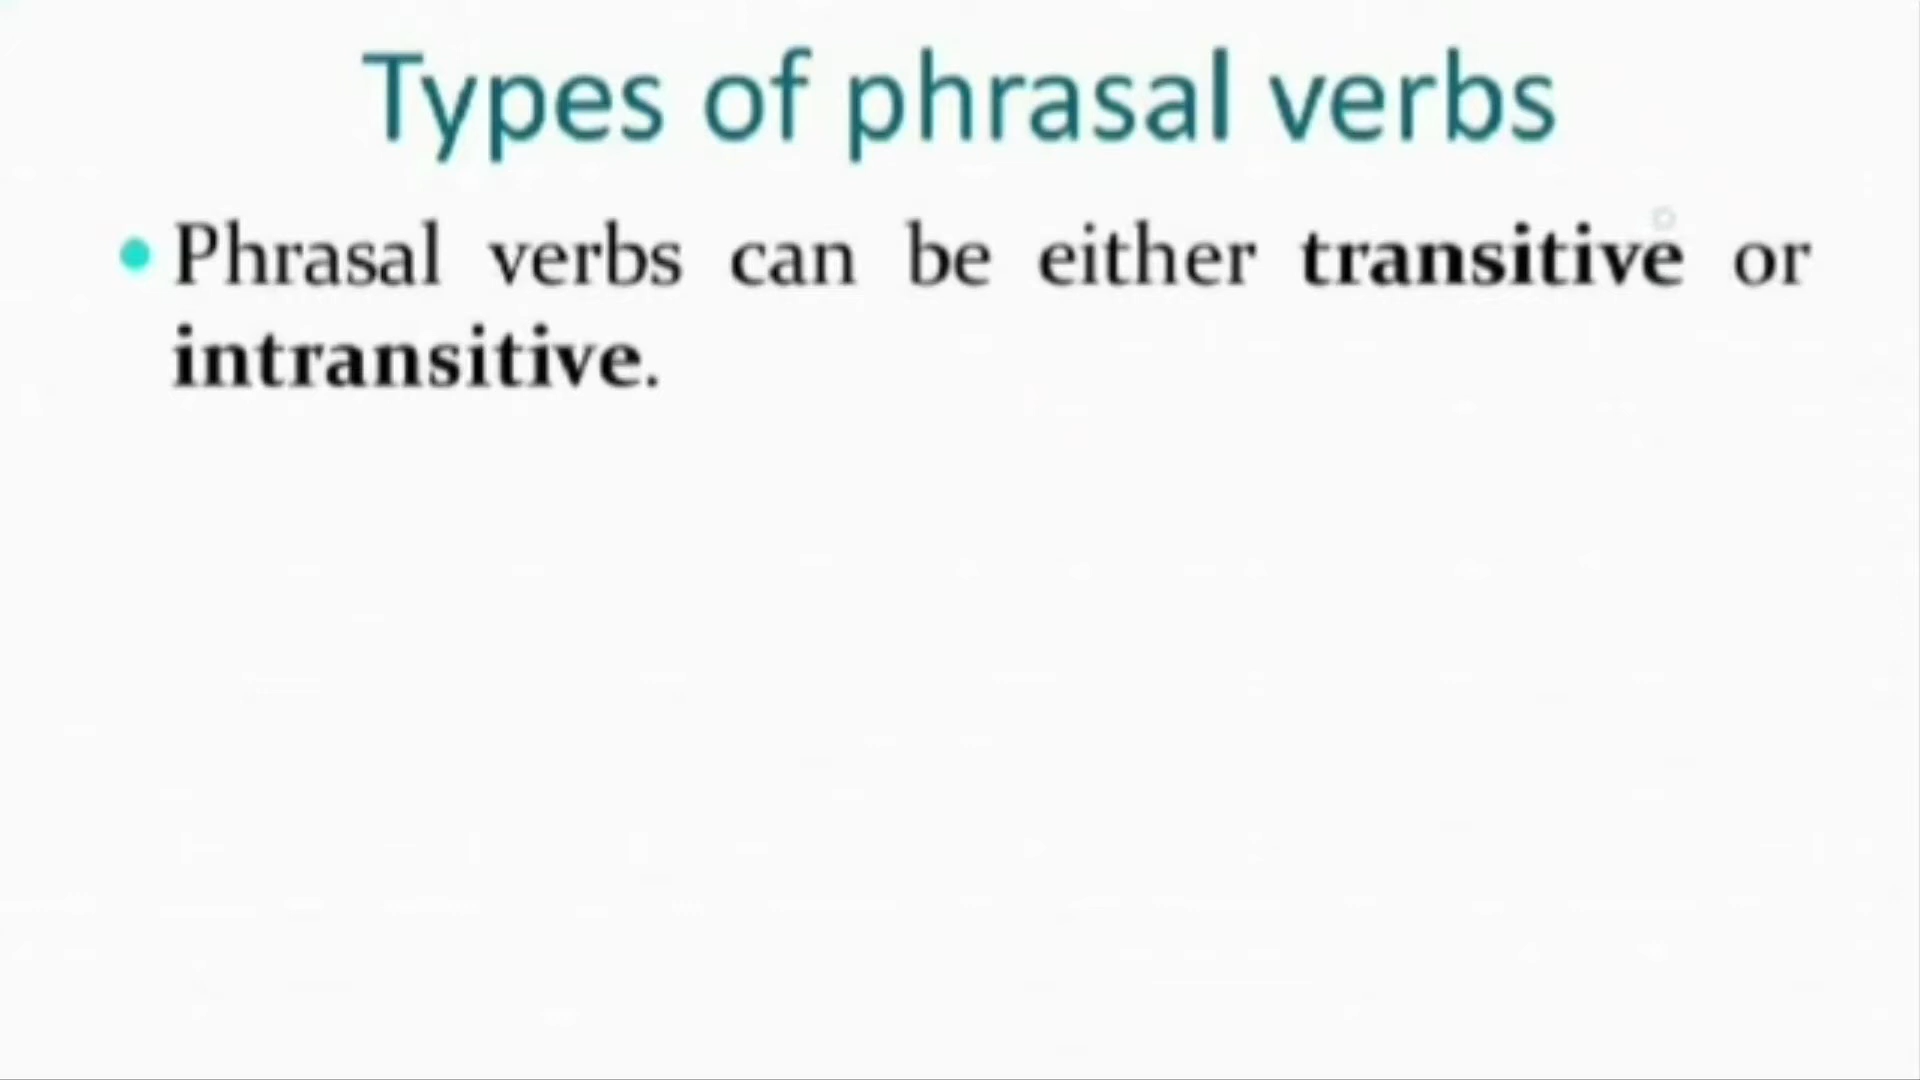 Types of phrasal verbs
Phrasal verbs can be either transitive or
intransitive.